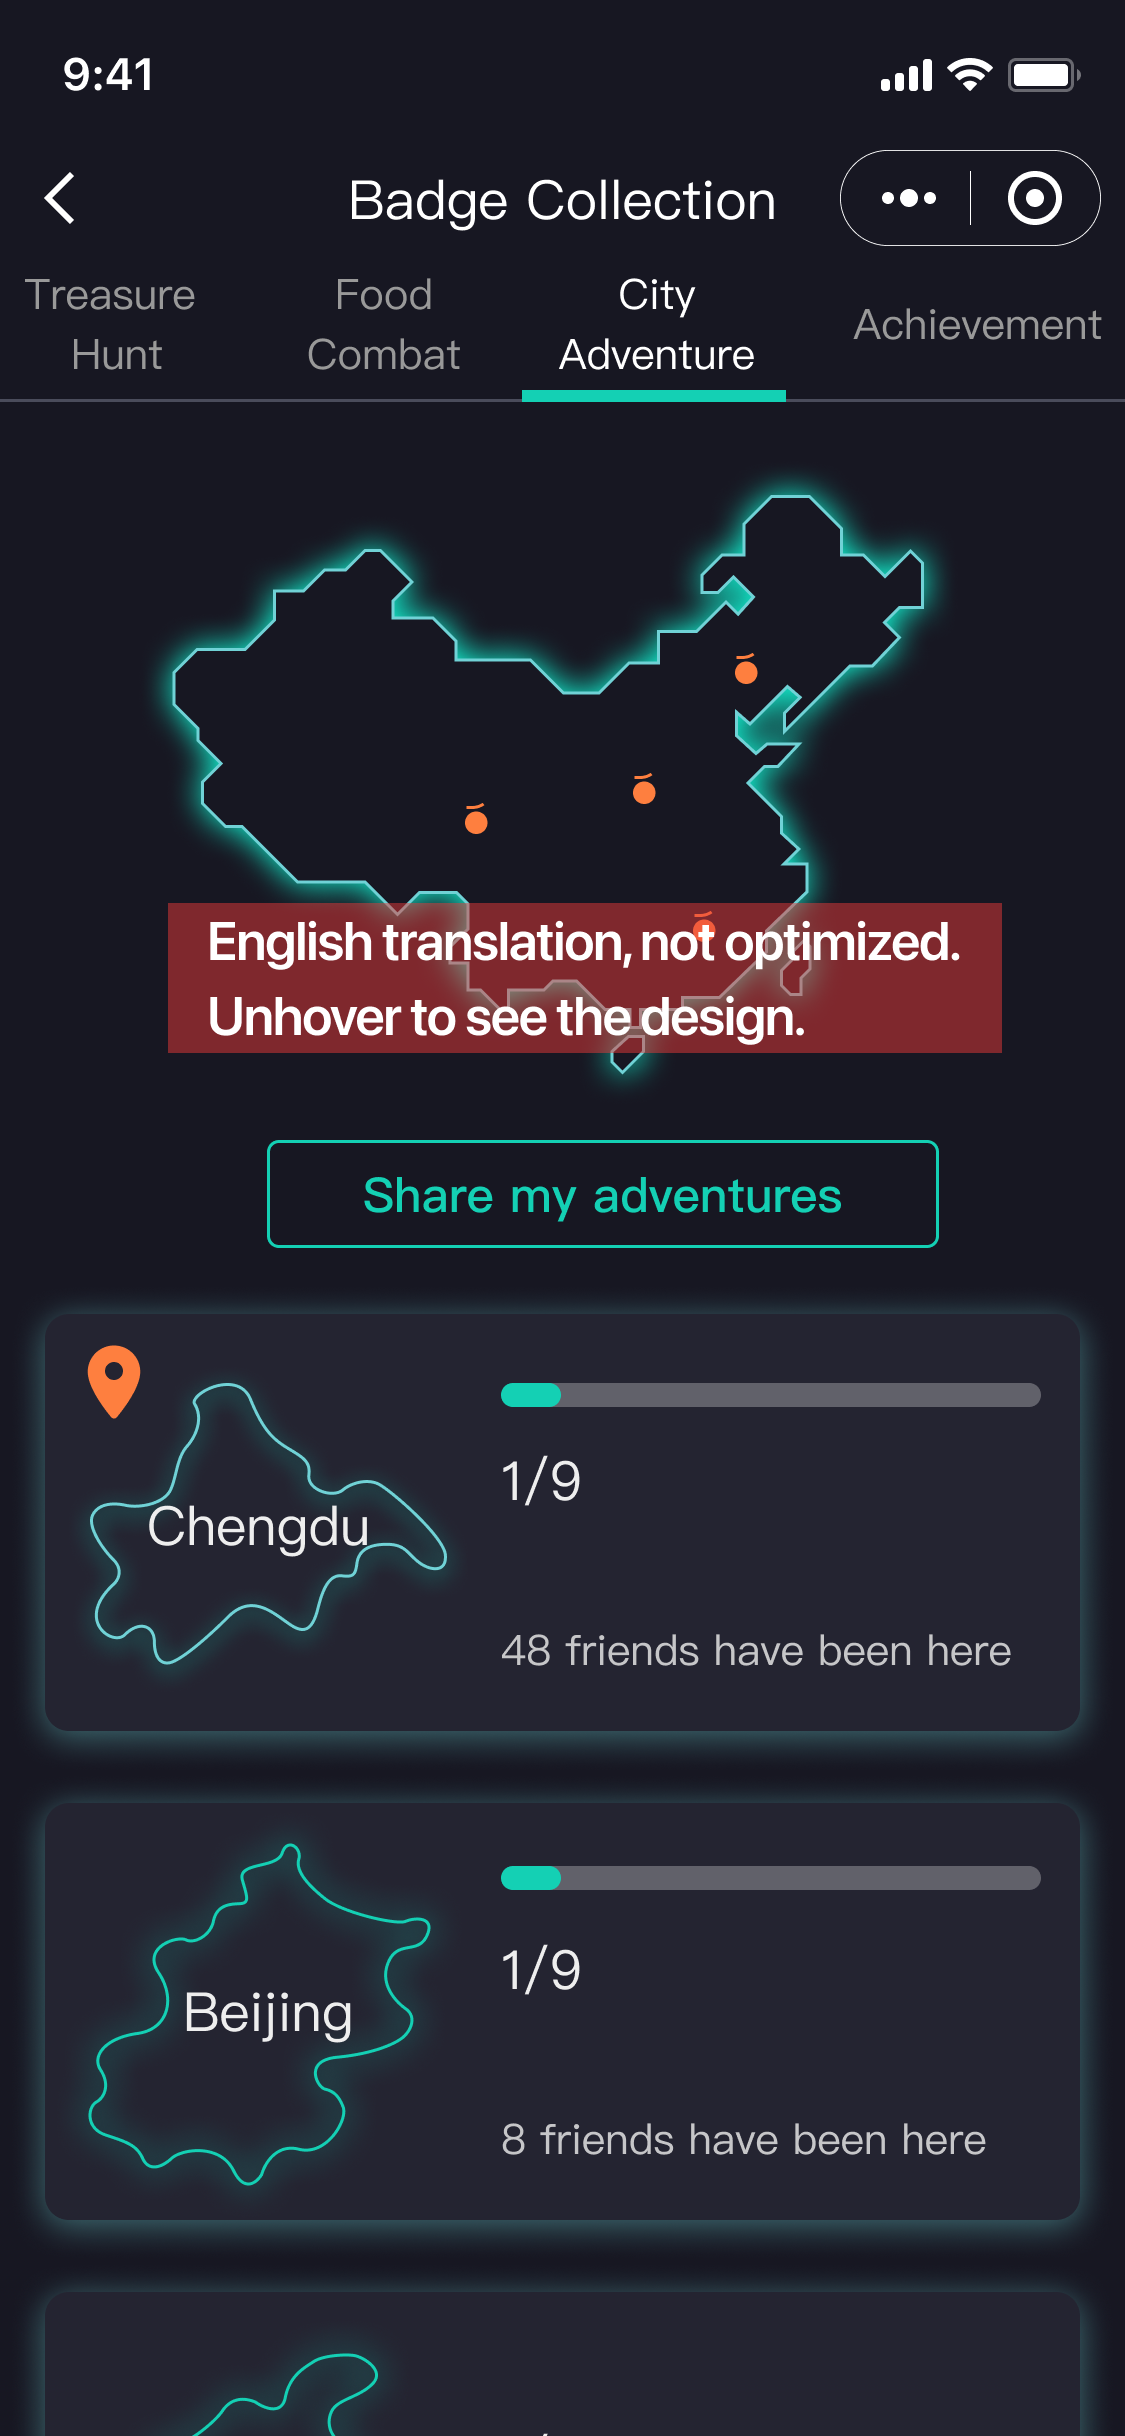 9:41
Badge Collection
Treasure
Hunt
Food
Combat
City
Adventure
Achievement
English translation, not optimized.
Unhover to see the design.
Share my adventures
Chengdu
1/9
48 friends have been here
Beijing
1/9
8 friends have been here